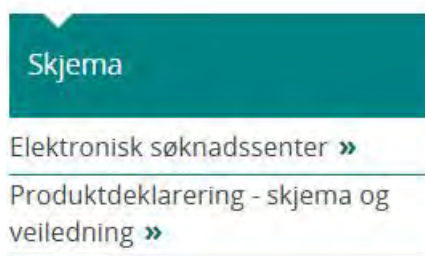 Skjema
Elektronisk søknadssenter »
Produktdeklarering - skjema og
veiledning »